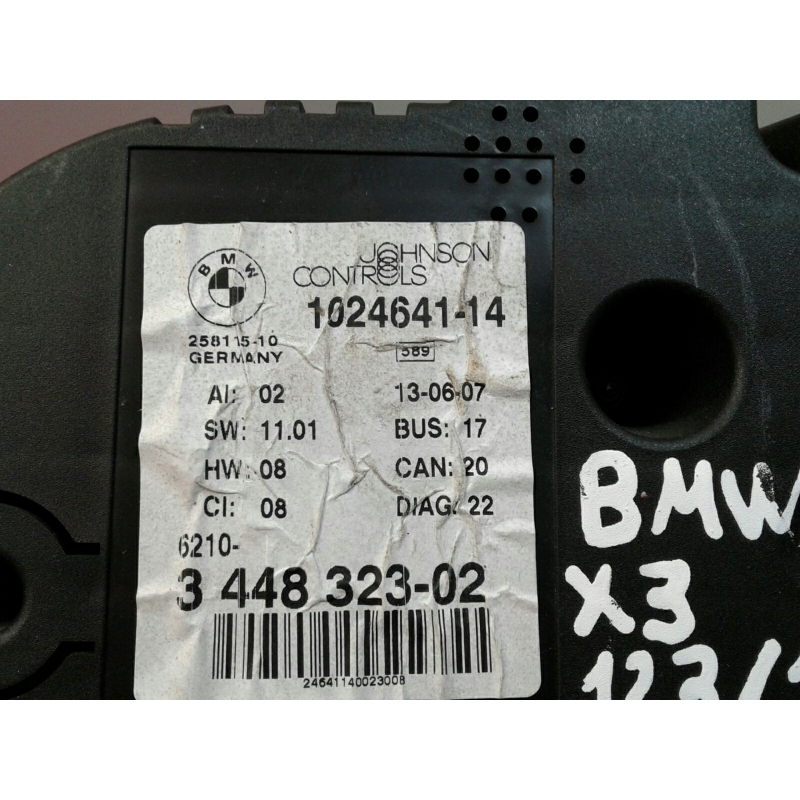 BMW
JOHNSON
CONTROLS
1024641-14
258115-10
GERMANY
589
AI: 02 13-06-07
SW: 11.01 BUS: 17
HW: 08 CAN: 20
CI: 08 DIAG: 22
6210-
3 448 323-02
24641140023008
BMW
X3